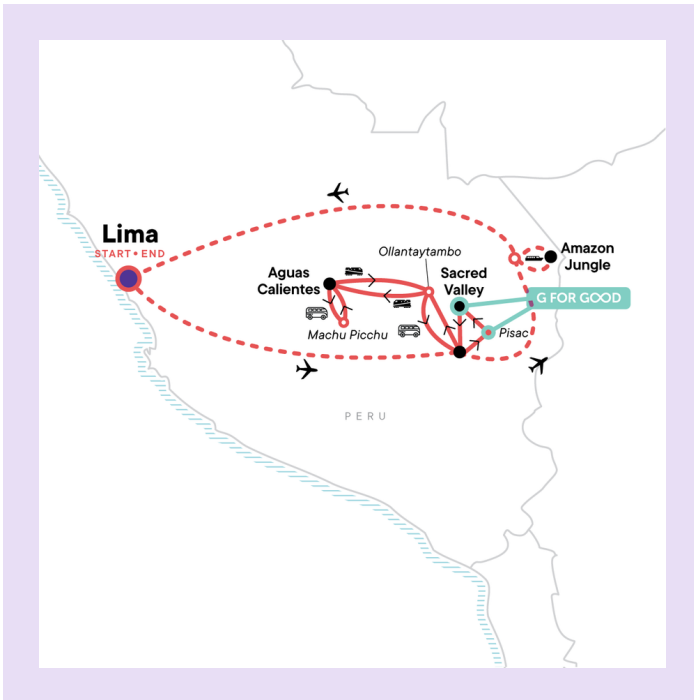 Lima
START • END
Aguas
Calientes
Machu Picchu
Ollantaytambo
Sacred
Valley
Pisac
G FOR GOOD
Amazon
Jungle
PERU